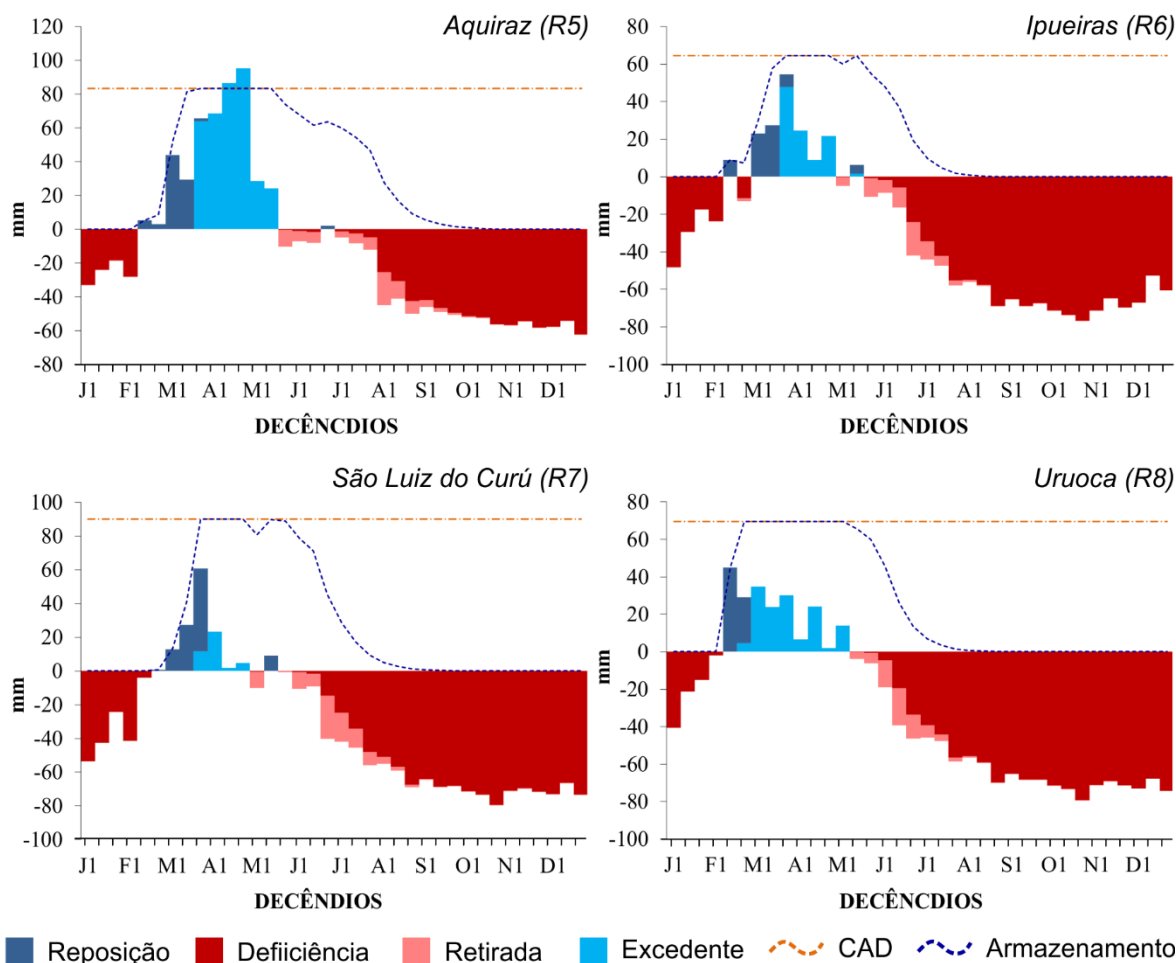 Aquiraz (R5)
120
100
80
60
40
20
0
-20
-40
-60
-80
mm
J1 F1 M1 A1 M1 J1 J1 A1 S1 O1 N1 D1
DECÊNCDIOS
Ipueiras (R6)
80
60
40
20
0
-20
-40
-60
-80
-100
mm
J1 F1 M1 A1 M1 J1 J1 A1 S1 O1 N1 D1
DECÊNDIOS
São Luiz do Curú (R7)
100
80
60
40
20
0
-20
-40
-60
-80
-100
mm
J1 F1 M1 A1 M1 J1 J1 A1 S1 O1 N1 D1
DECÊNDIOS
Uruoca (R8)
80
60
40
20
0
-20
-40
-60
-80
-100
mm
J1 F1 M1 A1 M1 J1 J1 A1 S1 O1 N1 D1
DECÊNCDIOS
Reposição Defiiciência Retirada Excedente CAD Armazenamento